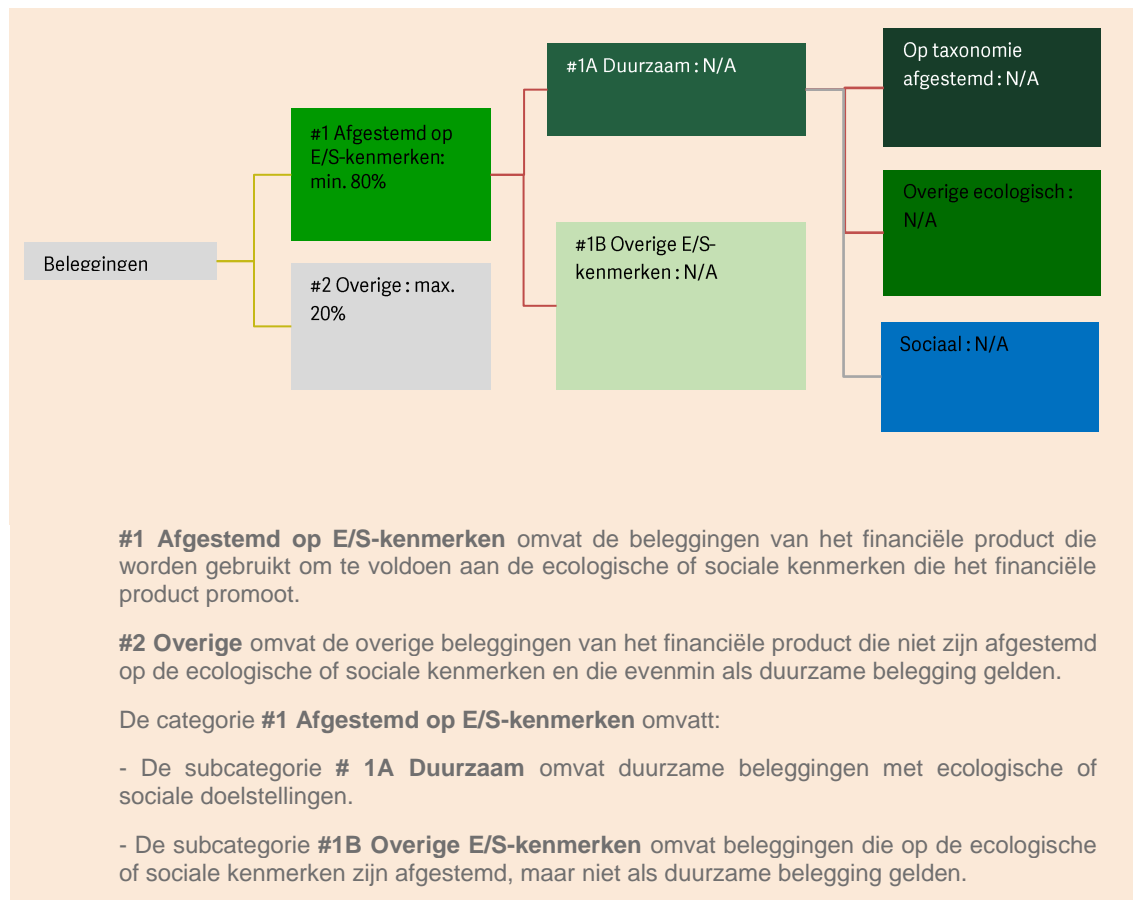 Beleggingen
#1 Afgestemd op
E/S-kenmerken:
min. 80%
#2 Overige : max.
20%
#1A Duurzaam : N/A
#1B Overige E/S-
kenmerken : N/A
Op taxonomie
afgestemd : N/A
Overige ecologisch :
N/A
Sociaal : N/A
#1 Afgestemd op E/S-kenmerken omvat de beleggingen van het financiële product die
worden gebruikt om te voldoen aan de ecologische of sociale kenmerken die het financiële
product promoot.
#2 Overige omvat de overige beleggingen van het financiële product die niet zijn afgestemd
op de ecologische of sociale kenmerken en die evenmin als duurzame belegging gelden.
De categorie #1 Afgestemd op E/S-kenmerken omvatt:
- De subcategorie # 1A Duurzaam omvat duurzame beleggingen met ecologische of
sociale doelstellingen.
- De subcategorie #1B Overige E/S-kenmerken omvat beleggingen die op de ecologische
of sociale kenmerken zijn afgestemd, maar niet als duurzame belegging gelden.